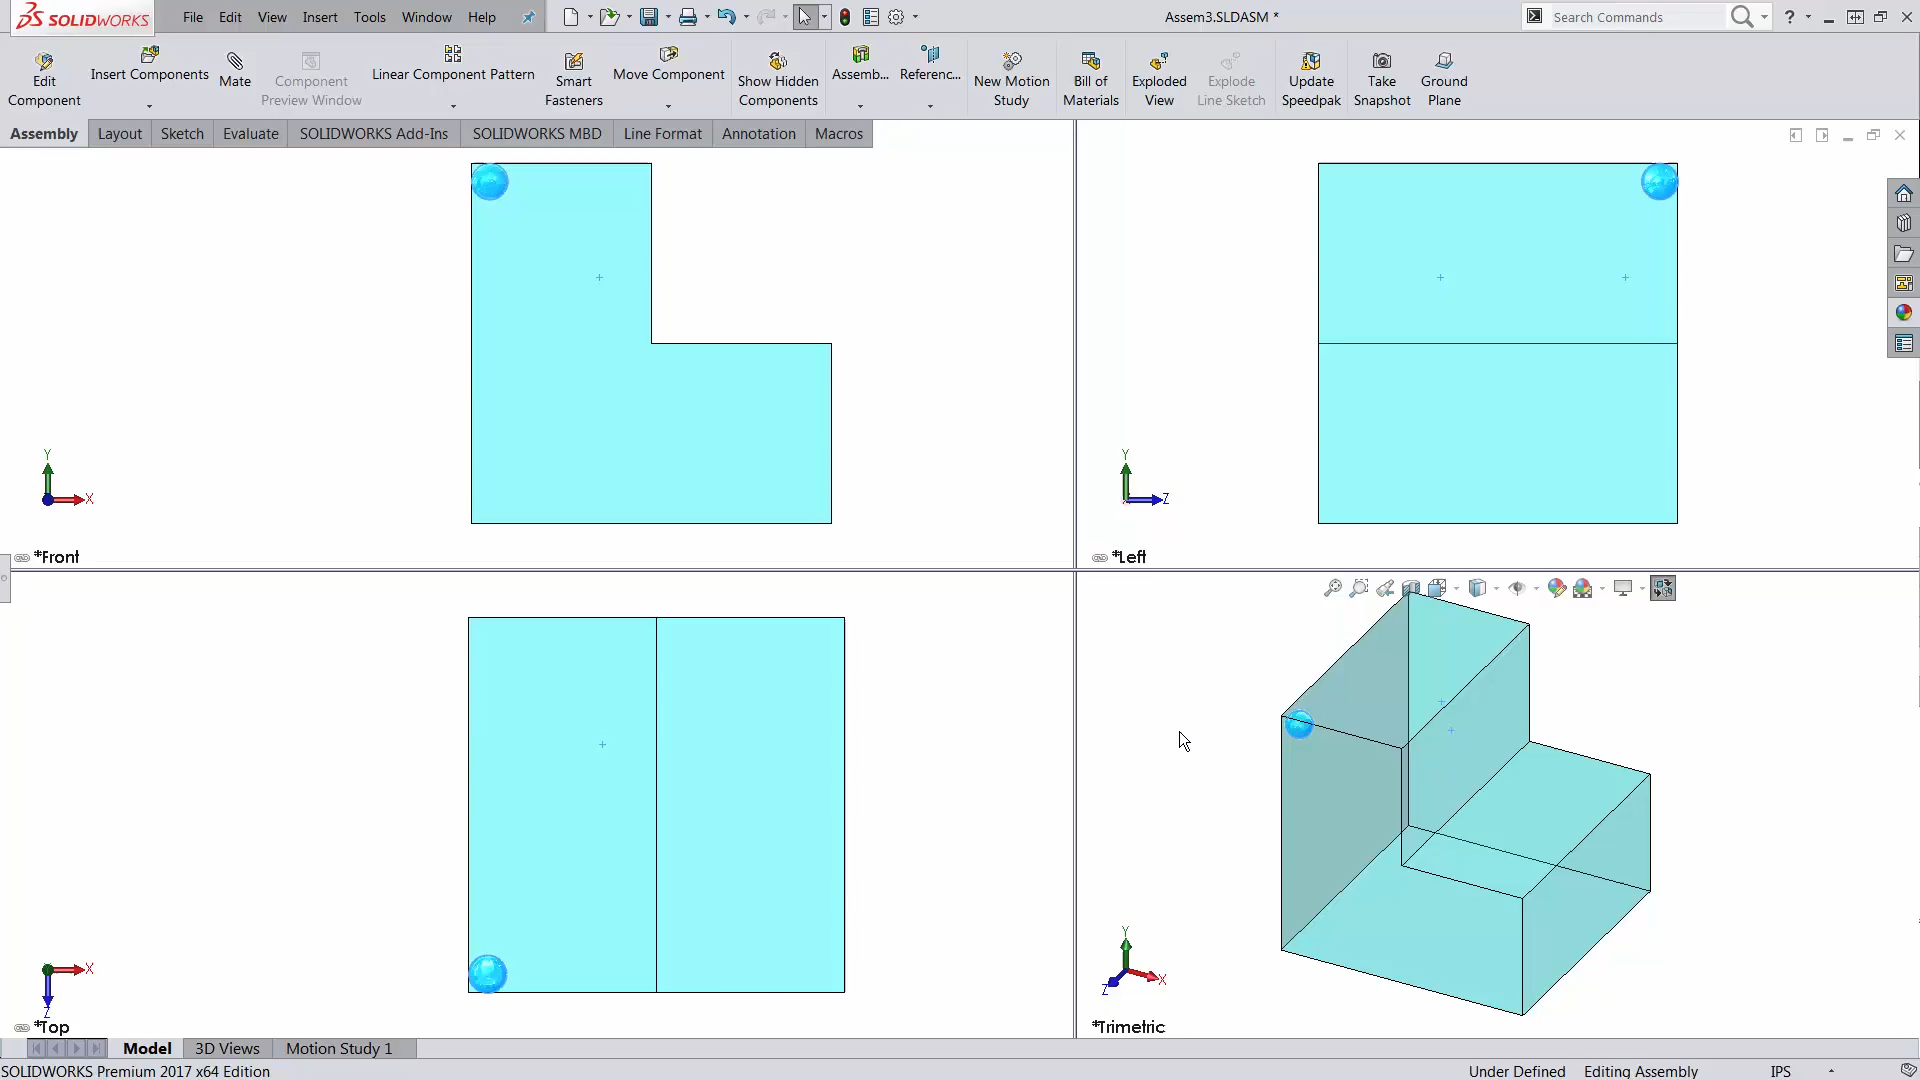 SOLIDWORKS
File Edit View Insert Tools Window Help
Assem3.SLDASM *
Search Commands
?
Edit Component
Insert Components
Mate
Component Preview Window
Linear Component Pattern
Smart Fasteners
Move Component
Show Hidden Components
Assemb...
Referenc...
New Motion Study
Bill of Materials
Exploded View
Explode Line Sketch
Update Speedpak
Take Snapshot
Ground Plane
Assembly Layout Sketch Evaluate SOLIDWORKS Add-Ins SOLIDWORKS MBD Line Format Annotation Macros
Y
X
*Front
Y
Z
*Left
X
Z
*Top
Y
X
Z
*Trimetric
Model 3D Views Motion Study 1
SOLIDWORKS Premium 2017 x64 Edition
Under Defined Editing Assembly IPS